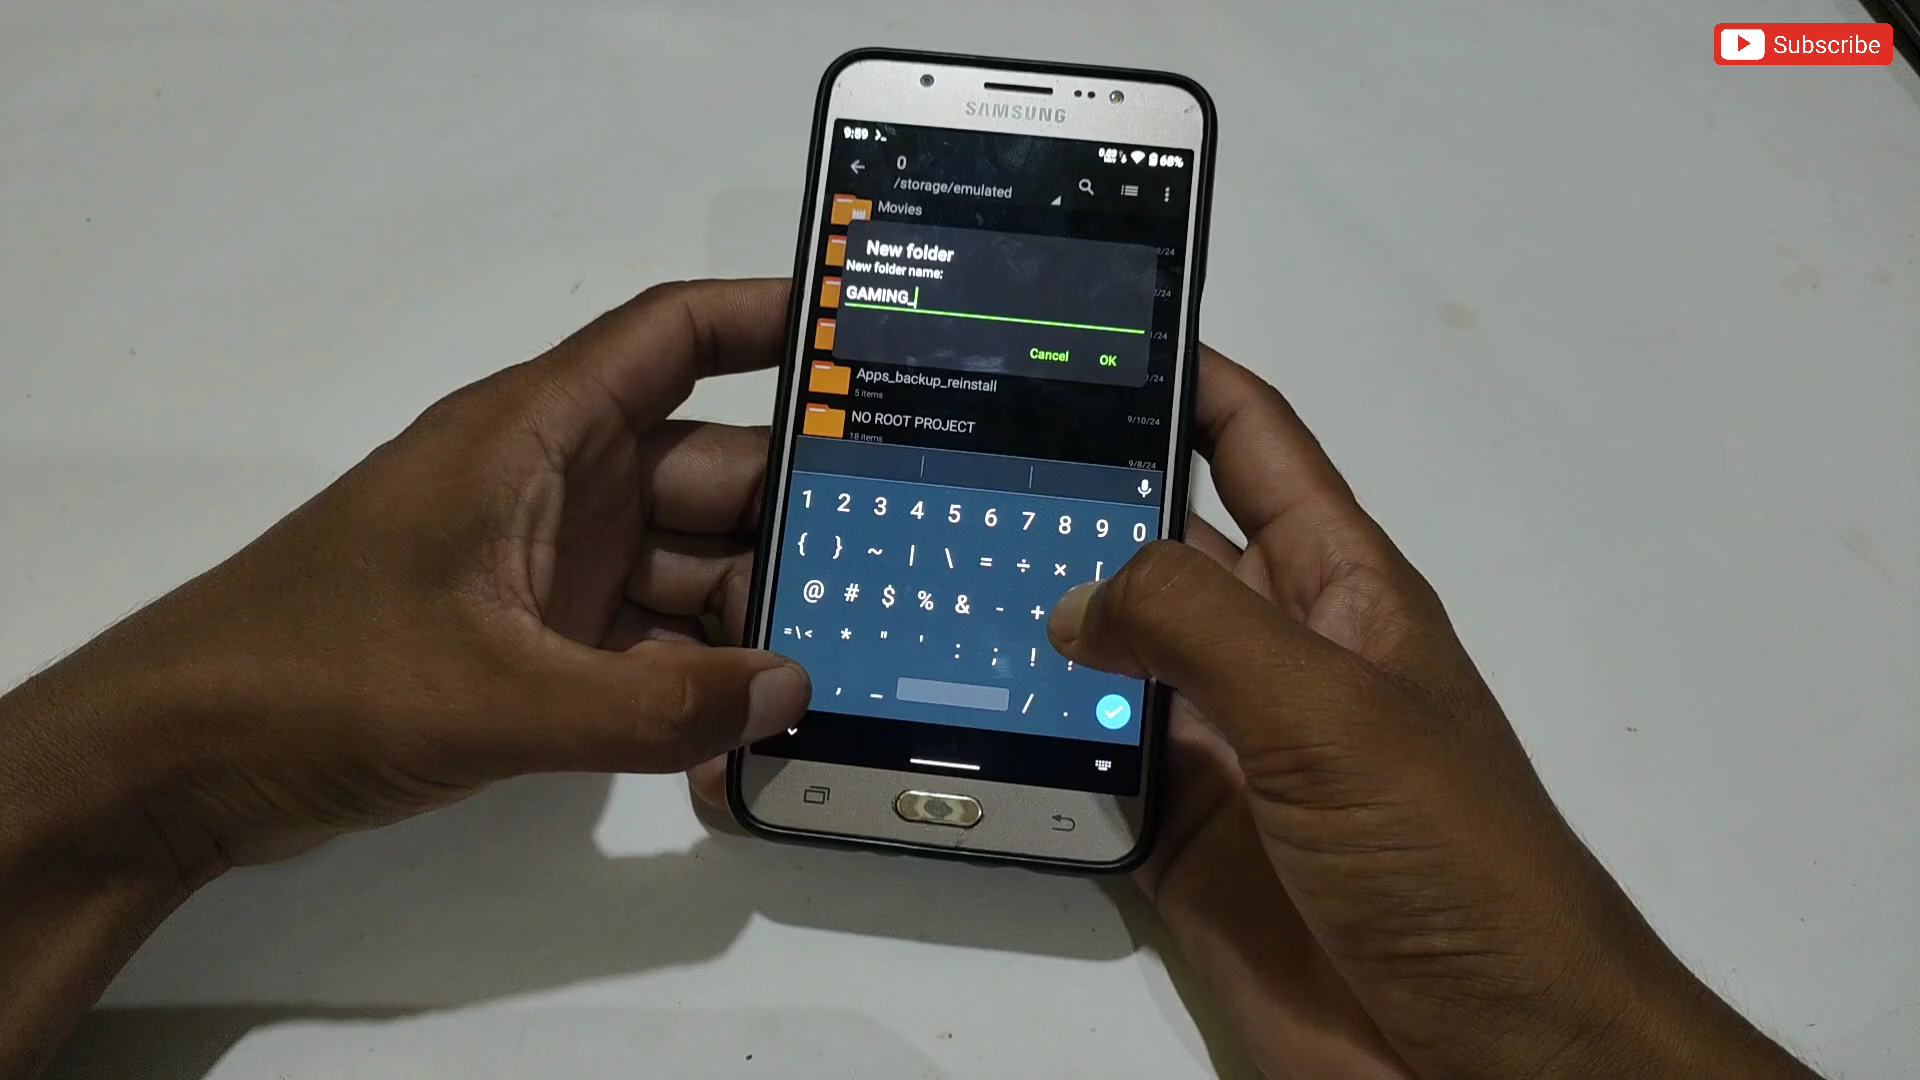 Subscribe
SAMSUNG
9:59
68%
0
/storage/emulated
Movies
New folder
New folder name:
GAMING_
Cancel OK
Apps_backup_reinstall
5 items
NO ROOT PROJECT
9/10/24
18 items
9/8/24
1 2 3 4 5 6 7 8 9 0
{ } ~ | \ = ÷ × [
@ # $ % & - +
=\< * " ' : ; !
, _ / .